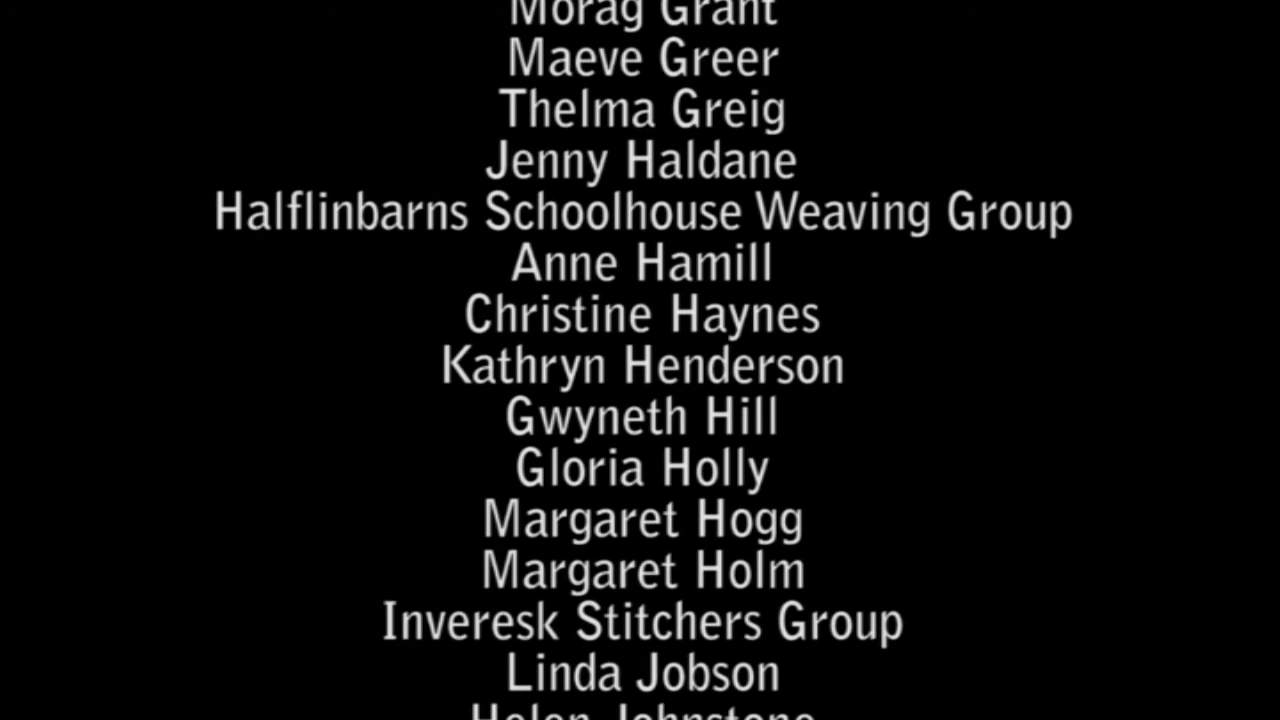 Morag Grant
Maeve Greer
Thelma Greig
Jenny Haldane
Halflinbarns Schoolhouse Weaving Group
Anne Hamill
Christine Haynes
Kathryn Henderson
Gwyneth Hill
Gloria Holly
Margaret Hogg
Margaret Holm
Inveresk Stitchers Group
Linda Jobson
Helen Johnstone